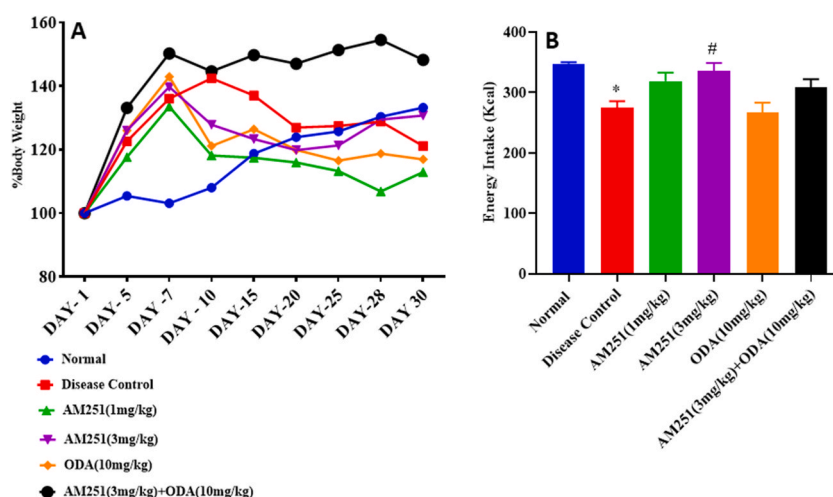 A
160
140
120
100
80
%Body Weight
DAY- 1
DAY- 5
DAY -7
DAY - 10
DAY-15
DAY-20
DAY-25
DAY-28
DAY 30
Normal
Disease Control
AM251(1mg/kg)
AM251(3mg/kg)
ODA(10mg/kg)
AM251(3mg/kg)+ODA(10mg/kg)
B
400
300
200
100
0
Energy Intake (Kcal)
*
#
Normal
Disease Control
AM251(1mg/kg)
AM251(3mg/kg)
ODA(10mg/kg)
AM251(3mg/kg)+ODA(10mg/kg)